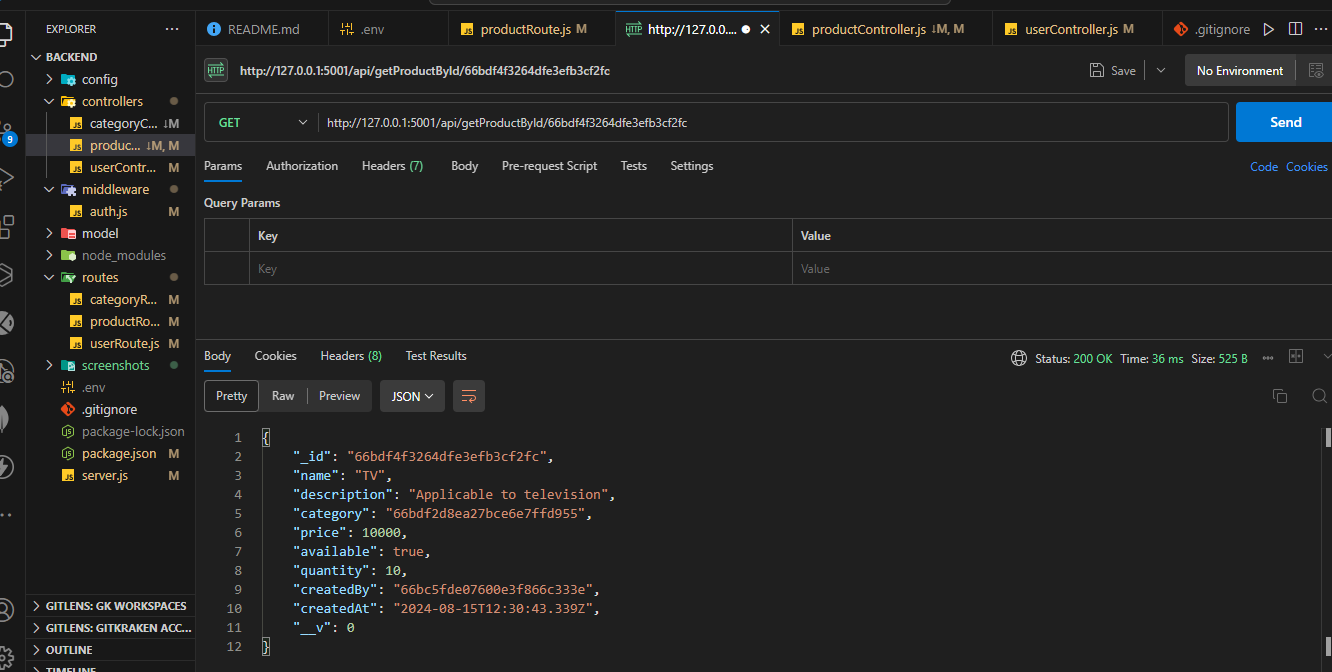 EXPLORER
README.md
.env
productRoute.js M
http://127.0.0....
productController.js ↓M, M
userController.js M
.gitignore
BACKEND
config
controllers
categoryC... ↓M
produc... ↓M, M
userContr... M
middleware
auth.js M
model
node_modules
routes
categoryR... M
productRo... M
userRoute.js M
screenshots
.env
.gitignore
package-lock.json
package.json M
server.js M
9
GITLENS: GK WORKSPACES
GITLENS: GITKRAKEN ACC...
OUTLINE
TIMELINE
HTTP http://127.0.0.1:5001/api/getProductById/66bdf4f3264dfe3efb3cf2fc
Save
No Environment
GET http://127.0.0.1:5001/api/getProductById/66bdf4f3264dfe3efb3cf2fc
Send
Params Authorization Headers (7) Body Pre-request Script Tests Settings
Code Cookies
Query Params
Key Value
Key Value
Body Cookies Headers (8) Test Results
Status: 200 OK Time: 36 ms Size: 525 B
Pretty Raw Preview JSON
1 {
2 "_id": "66bdf4f3264dfe3efb3cf2fc",
3 "name": "TV",
4 "description": "Applicable to television",
5 "category": "66bdf2d8ea27bce6e7ffd955",
6 "price": 10000,
7 "available": true,
8 "quantity": 10,
9 "createdBy": "66bc5fde07600e3f866c333e",
10 "createdAt": "2024-08-15T12:30:43.339Z",
11 "__v": 0
12 }